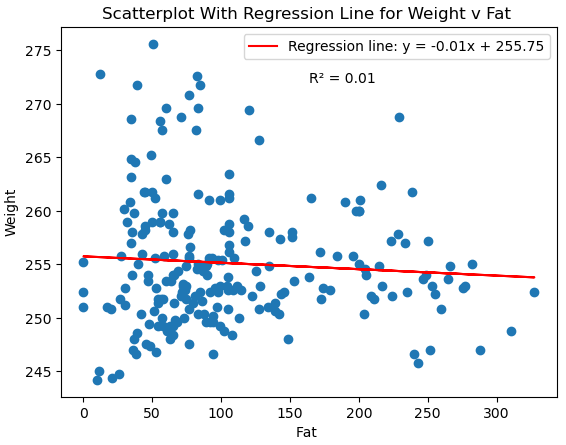 Scatterplot With Regression Line for Weight v Fat
Regression line: y = -0.01x + 255.75
R² = 0.01
275
270
265
260
255
250
245
Weight
0 50 100 150 200 250 300
Fat